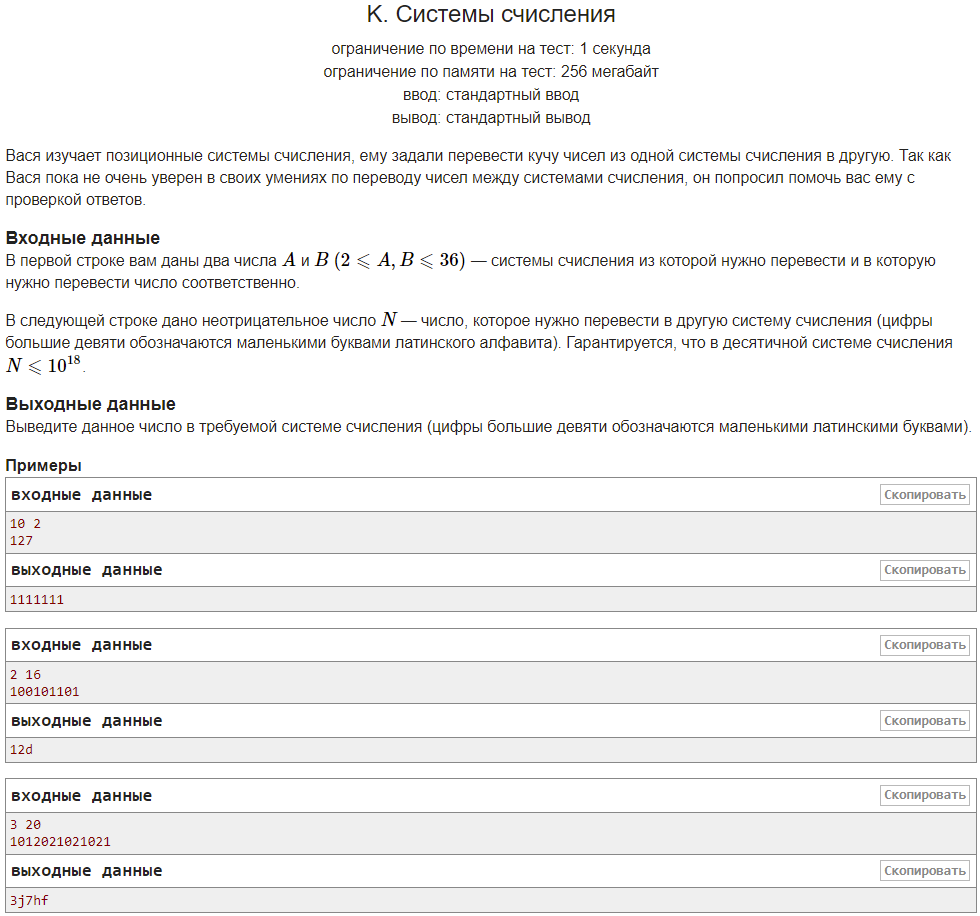 K. Системы счисления
ограничение по времени на тест: 1 секунда
ограничение по памяти на тест: 256 мегабайт
ввод: стандартный ввод
вывод: стандартный вывод
Вася изучает позиционные системы счисления, ему задали перевести кучу чисел из одной системы счисления в другую. Так как
Вася пока не очень уверен в своих умениях по переводу чисел между системами счисления, он попросил помочь вас ему с
проверкой ответов.
Входные данные
В первой строке вам даны два числа A и B (2 ⩽ A, B ⩽ 36) — системы счисления из которой нужно перевести и в которую
нужно перевести число соответственно.
В следующей строке дано неотрицательное число N — число, которое нужно перевести в другую систему счисления (цифры
большие девяти обозначаются маленькими буквами латинского алфавита). Гарантируется, что в десятичной системе счисления
N ⩽ 10^18.
Выходные данные
Выведите данное число в требуемой системе счисления (цифры большие девяти обозначаются маленькими латинскими буквами).
Примеры
входные данные Скопировать
10 2
127
выходные данные Скопировать
1111111
входные данные Скопировать
2 16
100101101
выходные данные Скопировать
12d
входные данные Скопировать
3 20
1012021021021
выходные данные Скопировать
3j7hf